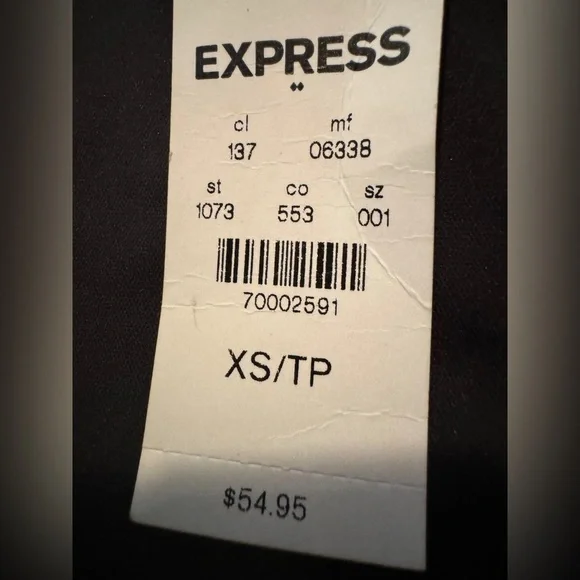 EXPRESS
cl mf
137 06338
st co sz
1073 553 001
70002591
XS/TP
$54.95